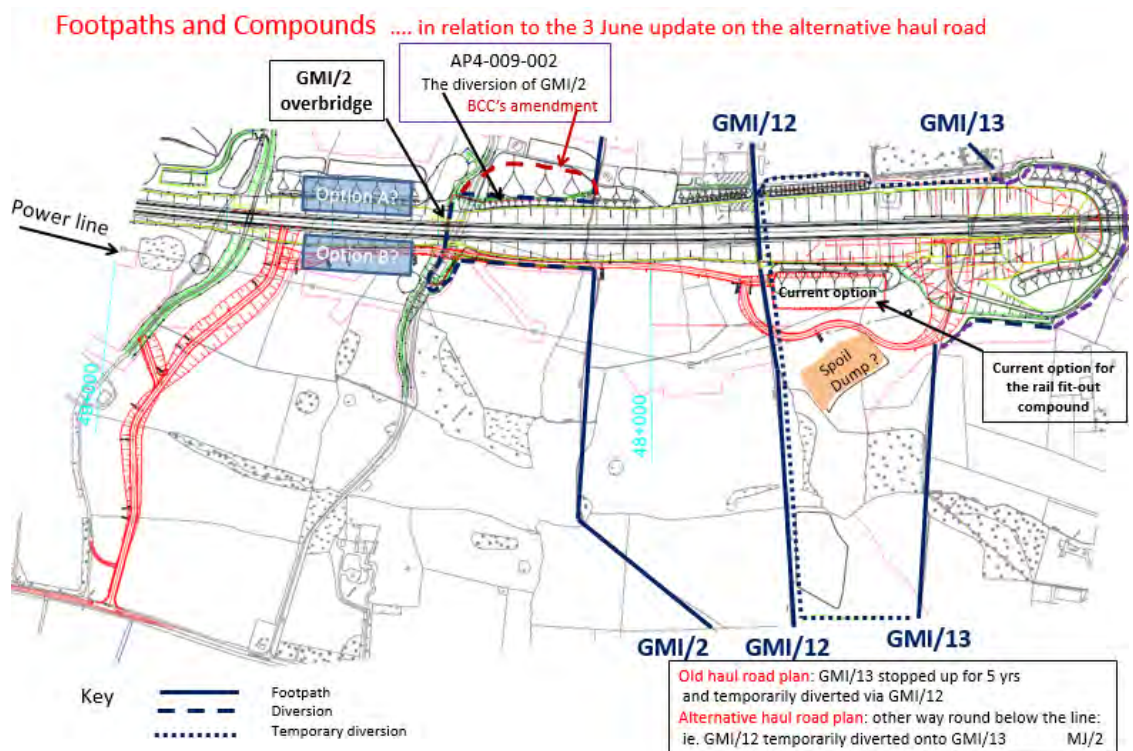 Footpaths and Compounds .... in relation to the 3 June update on the alternative haul road
AP4-009-002
The diversion of GMI/2
BCC's amendment
GMI/2
overbridge
GMI/12
GMI/13
Option A?
Power line
Option B?
Current option
Spoil
Dump ?
Current option for
the rail fit-out
compound
48+000
48+000
GMI/2
GMI/12
GMI/13
Key
Footpath
Diversion
Temporary diversion
Old haul road plan: GMI/13 stopped up for 5 yrs
and temporarily diverted via GMI/12
Alternative haul road plan: other way round below the line:
ie. GMI/12 temporarily diverted onto GMI/13 MJ/2